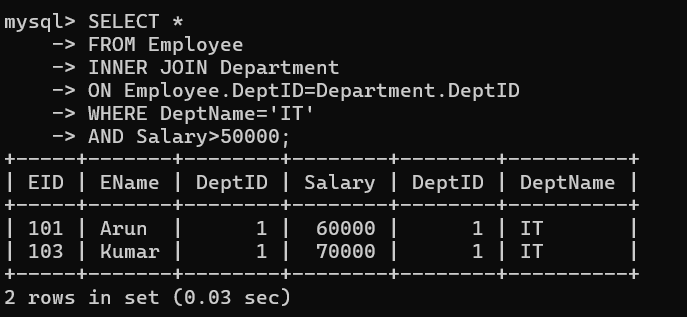 mysql> SELECT *
    -> FROM Employee
    -> INNER JOIN Department
    -> ON Employee.DeptID=Department.DeptID
    -> WHERE DeptName='IT'
    -> AND Salary>50000;
+-----+-------+--------+--------+--------+----------+
| EID | EName | DeptID | Salary | DeptID | DeptName |
+-----+-------+--------+--------+--------+----------+
| 101 | Arun  |      1 |  60000 |      1 | IT       |
| 103 | Kumar |      1 |  70000 |      1 | IT       |
+-----+-------+--------+--------+--------+----------+
2 rows in set (0.03 sec)